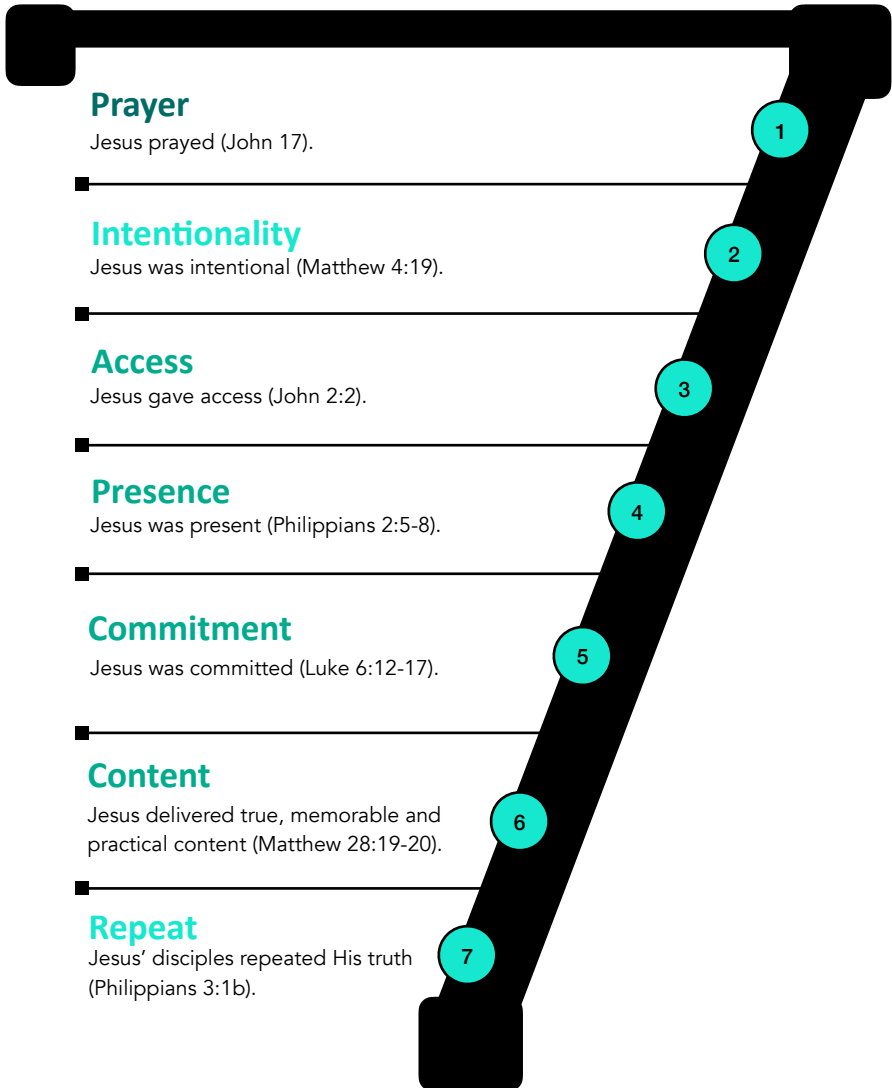 Prayer
Jesus prayed (John 17).
1
Intentionality
Jesus was intentional (Matthew 4:19).
2
Access
Jesus gave access (John 2:2).
3
Presence
Jesus was present (Philippians 2:5-8).
4
Commitment
Jesus was committed (Luke 6:12-17).
5
Content
Jesus delivered true, memorable and
practical content (Matthew 28:19-20).
6
Repeat
Jesus’ disciples repeated His truth
(Philippians 3:1b).
7